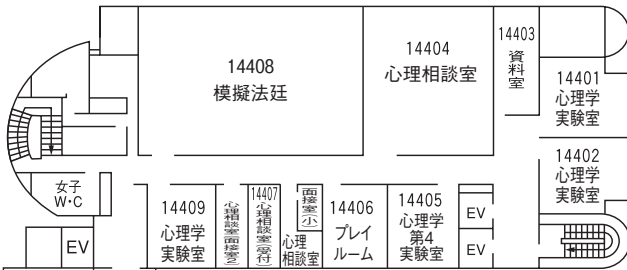 14408
模擬法廷
14404
心理相談室
14403
資料室
14401
心理学
実験室
14402
心理学
実験室
女子
W・C
EV
14409
心理学
実験室
心理相談室面接室2
14407
心理相談室(受付)
面接室(小)
心理
相談室
14406
プレイ
ルーム
14405
心理学
第4
実験室
EV
EV